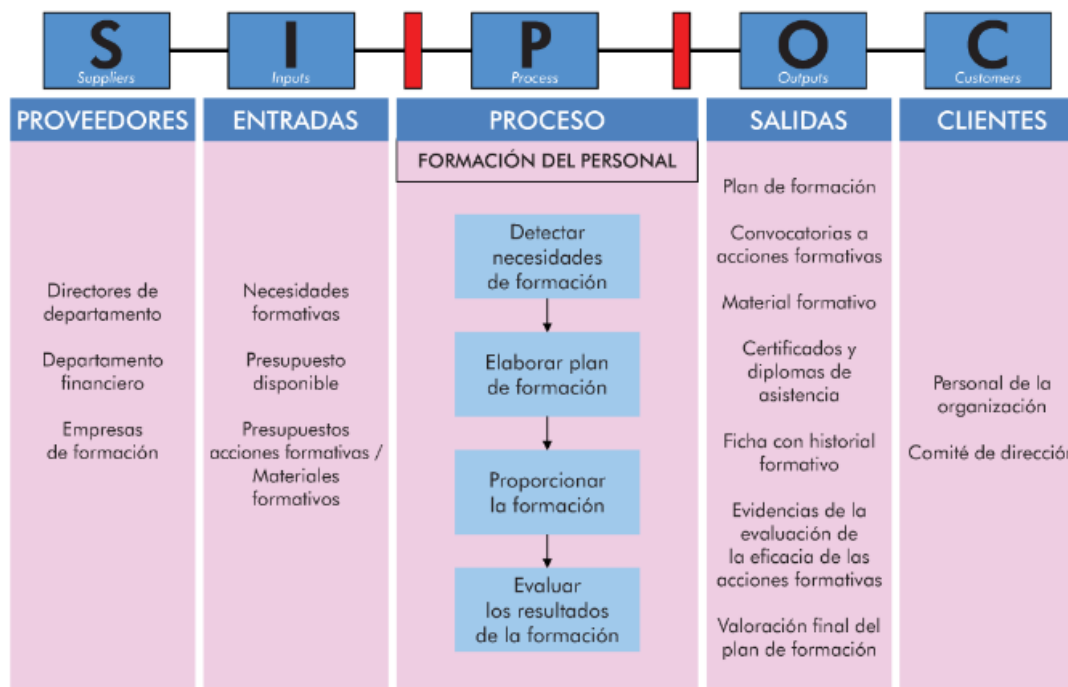 S
Suppliers
I
Inputs
P
Process
O
Outputs
C
Customers
PROVEEDORES
Directores de
departamento
Departamento
financiero
Empresas
de formación
ENTRADAS
Necesidades
formativas
Presupuesto
disponible
Presupuestos
acciones formativas /
Materiales
formativos
PROCESO
FORMACIÓN DEL PERSONAL
Detectar
necesidades
de formación
Elaborar plan
de formación
Proporcionar
la formación
Evaluar
los resultados
de la formación
SALIDAS
Plan de formación
Convocatorias a
acciones formativas
Material formativo
Certificados y
diplomas de
asistencia
Ficha con historial
formativo
Evidencias de la
evaluación de
la eficacia de las
acciones formativas
Valoración final del
plan de formación
CLIENTES
Personal de la
organización
Comité de dirección